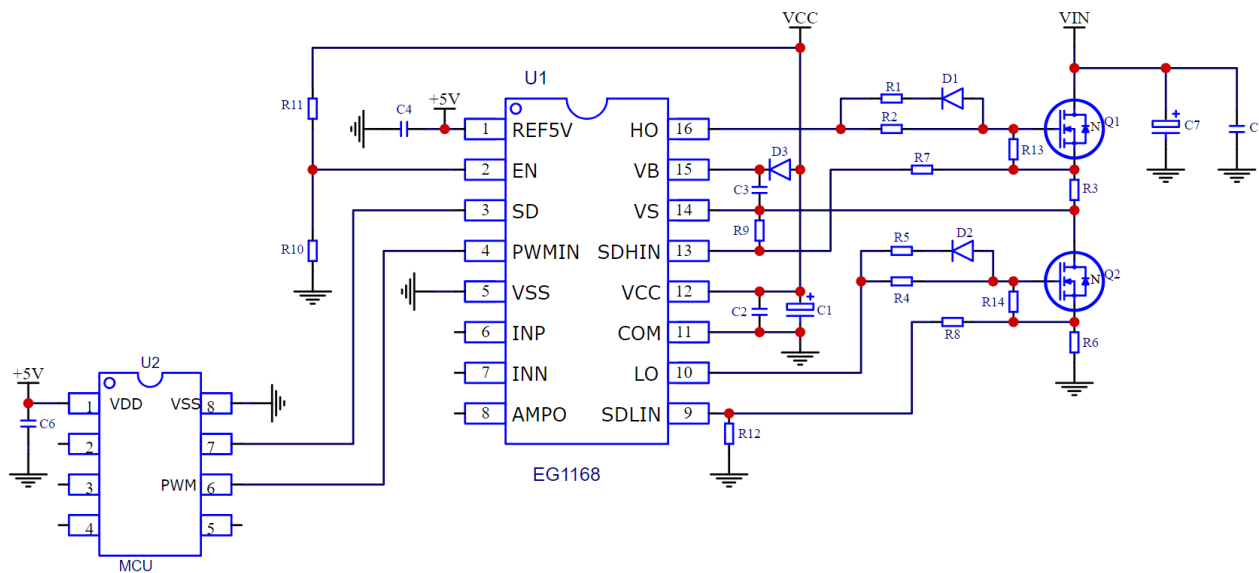 VCC
VIN
U1
R11
C4
+5V
R1
D1
R2
Q1
N
C7
+
C
1
REF5V
HO
16
R13
D3
2
EN
VB
15
C3
R7
R3
3
SD
VS
14
R9
R10
4
PWMIN
SDHIN
13
R5
D2
Q2
N
R4
R14
5
VSS
VCC
12
C2
+
C1
R8
R6
6
INP
COM
11
7
INN
LO
10
8
AMPO
SDLIN
9
R12
EG1168
U2
+5V
C6
1
VDD
VSS
8
2
7
3
PWM
6
4
5
MCU